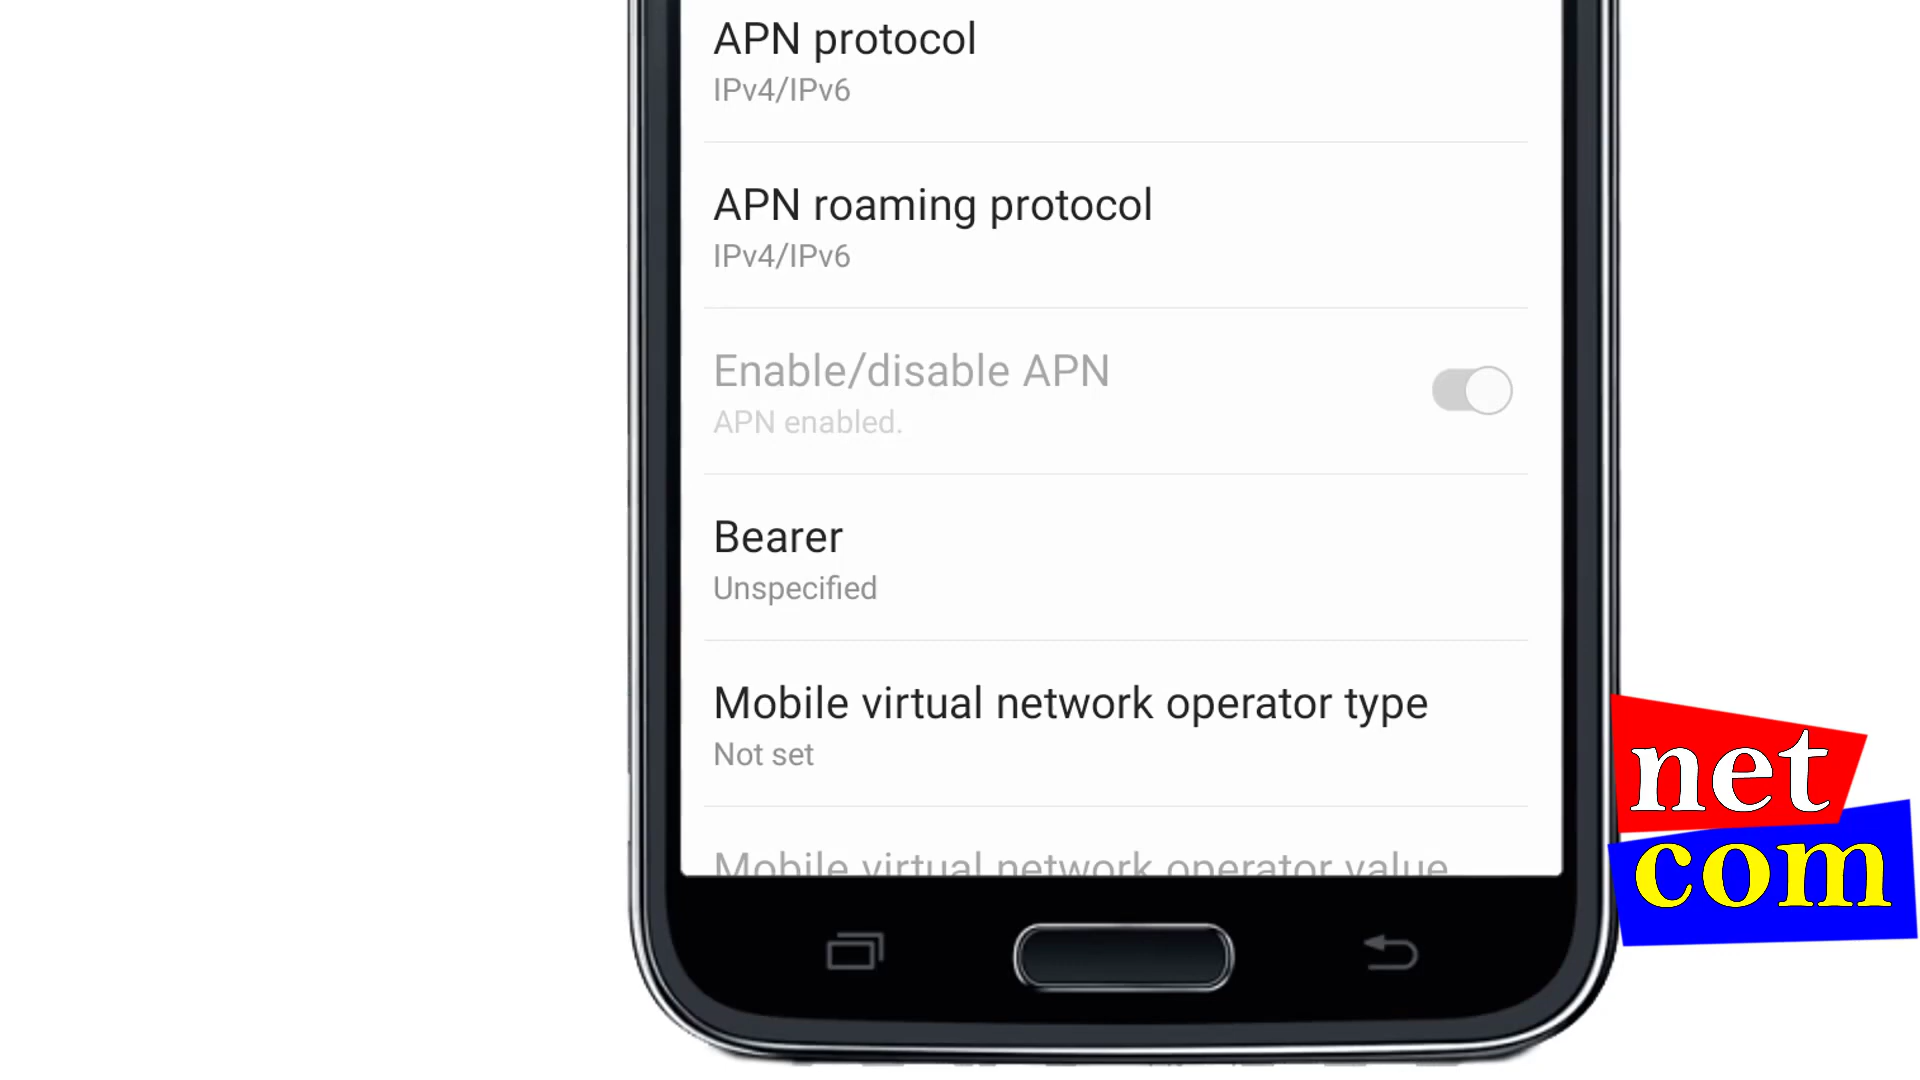 APN protocol
IPv4/IPv6
APN roaming protocol
IPv4/IPv6
Enable/disable APN
APN enabled.
Bearer
Unspecified
Mobile virtual network operator type
Not set
Mobile virtual network operator value
net
com